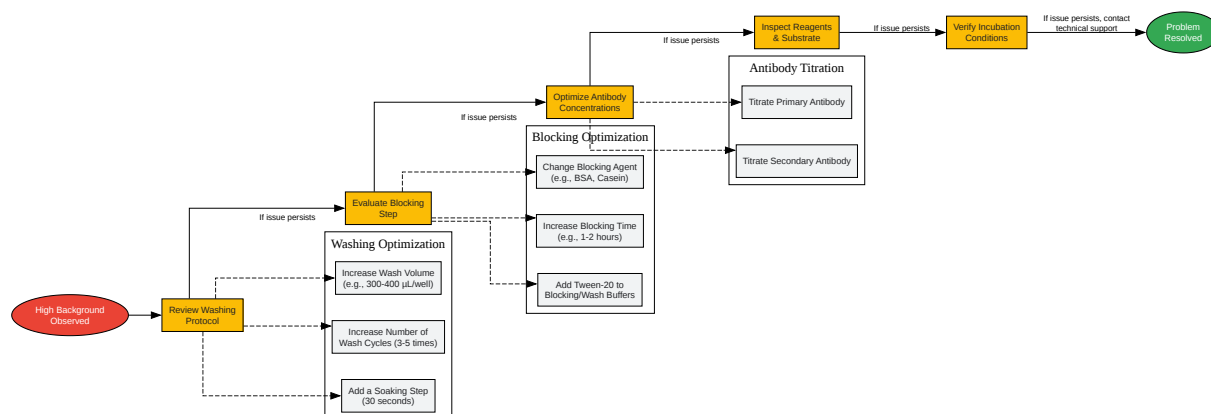 High Background
Observed
Review Washing
Protocol
If issue persists
Washing Optimization
Increase Wash Volume
(e.g., 300-400 µL/well)
Increase Number of
Wash Cycles (3-5 times)
Add a Soaking Step
(30 seconds)
Evaluate Blocking
Step
If issue persists
Blocking Optimization
Change Blocking Agent
(e.g., BSA, Casein)
Increase Blocking Time
(e.g., 1-2 hours)
Add Tween-20 to
Blocking/Wash Buffers
Optimize Antibody
Concentrations
If issue persists
Antibody Titration
Titrate Primary Antibody
Titrate Secondary Antibody
Inspect Reagents
& Substrate
If issue persists
Verify Incubation
Conditions
If issue persists, contact
technical support
Problem
Resolved